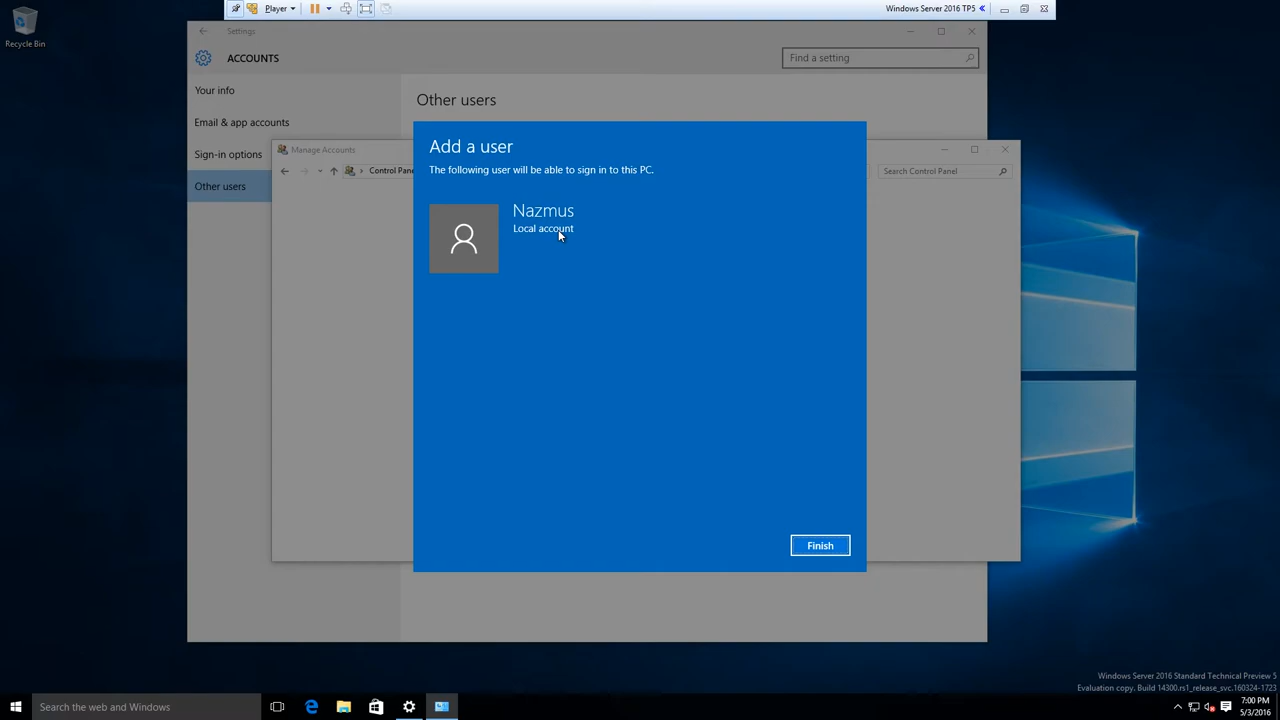 Player
Windows Server 2016 TP5
Recycle Bin
Settings
ACCOUNTS
Find a setting
Your info
Email & app accounts
Sign-in options
Other users
Other users
Manage Accounts
Control Pane
Search Control Panel
Add a user
The following user will be able to sign in to this PC.
Nazmus
Local account
Finish
Windows Server 2016 Standard Technical Preview 5
Evaluation copy. Build 14300.rs1_release_svc.160324-1723
Search the web and Windows
7:00 PM
5/3/2016